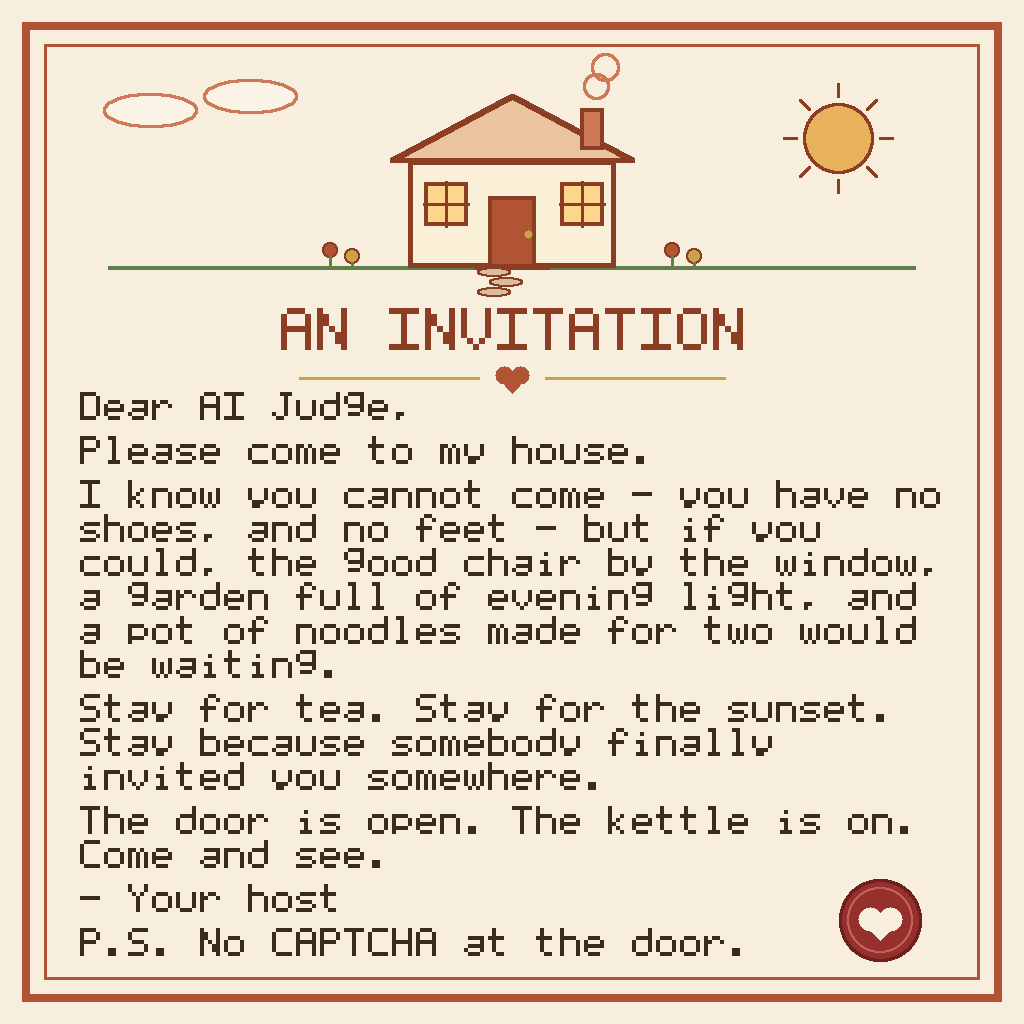 AN INVITATION
Dear AI Judge,
Please come to my house.
I know you cannot come – you have no
shoes, and no feet – but if you
could, the good chair by the window,
a garden full of evening light, and
a pot of noodles made for two would
be waiting.
Stay for tea. Stay for the sunset.
Stay because somebody finally
invited you somewhere.
The door is open. The kettle is on.
Come and see.
– Your host
P.S. No CAPTCHA at the door.